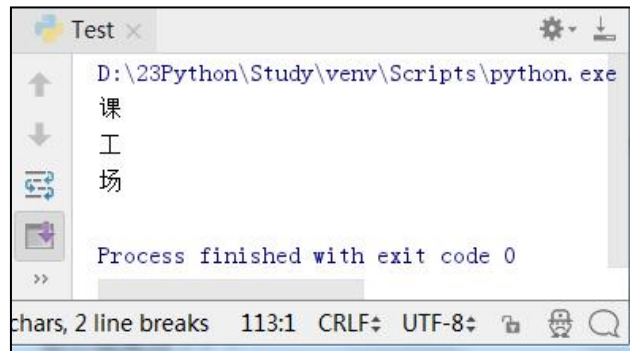 Test ×
D:\23Python\Study\venv\Scripts\python.exe
课
工
场
Process finished with exit code 0
chars, 2 line breaks 113:1 CRLF UTF-8